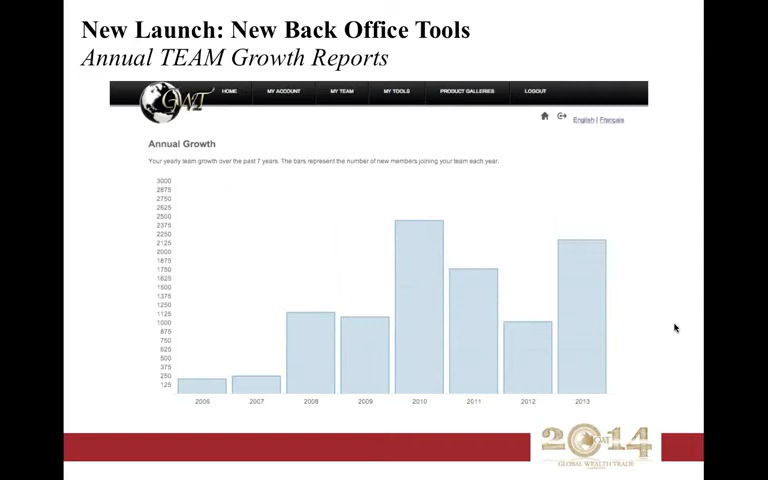 New Launch: New Back Office Tools
Annual TEAM Growth Reports
GWT
HOME MY ACCOUNT MY TEAM MY TOOLS PRODUCT GALLERIES LOGOUT
English | Français
Annual Growth
Your yearly team growth over the past 7 years. The bars represent the number of new members joining your team each year.
3000
2875
2750
2625
2500
2375
2250
2125
2000
1875
1750
1625
1500
1375
1250
1125
1000
875
750
625
500
375
250
125
2006 2007 2008 2009 2010 2011 2012 2013
2014
GWT
GLOBAL WEALTH TRADE